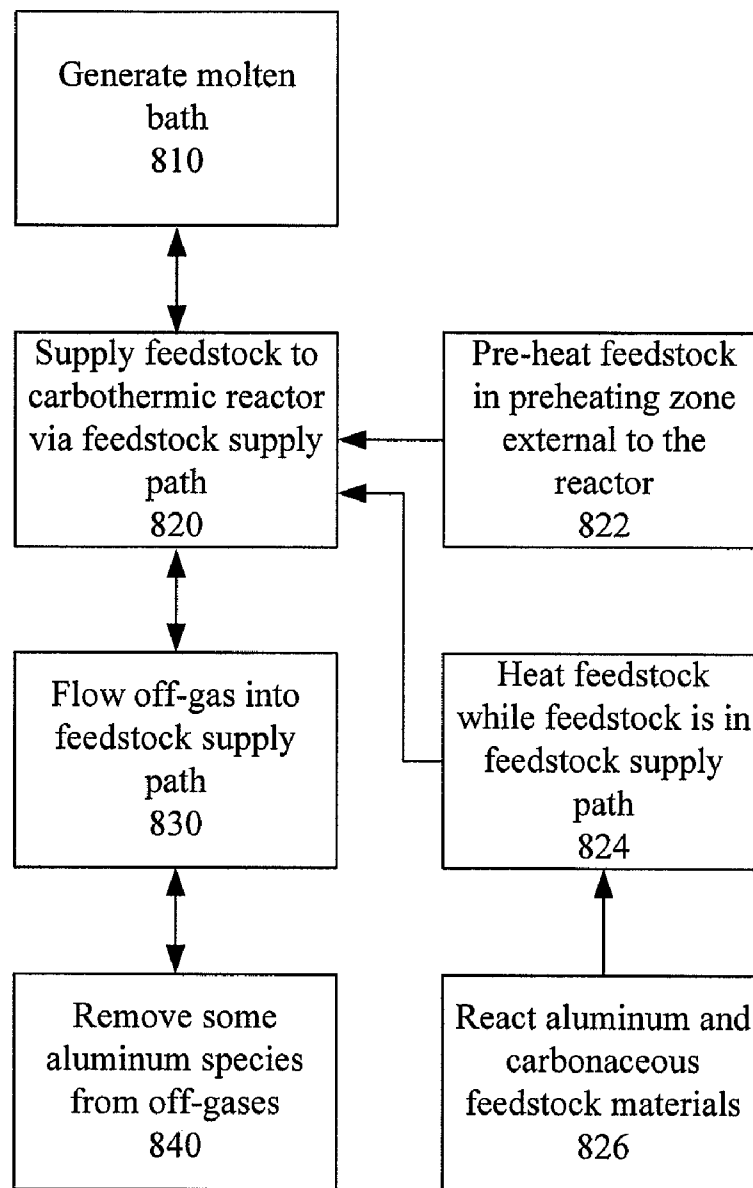 Generate molten
bath
810
Supply feedstock to
carbothermic reactor
via feedstock supply
path
820
Pre-heat feedstock
in preheating zone
external to the
reactor
822
Flow off-gas into
feedstock supply
path
830
Heat feedstock
while feedstock is in
feedstock supply
path
824
Remove some
aluminum species
from off-gases
840
React aluminum and
carbonaceous
feedstock materials
826